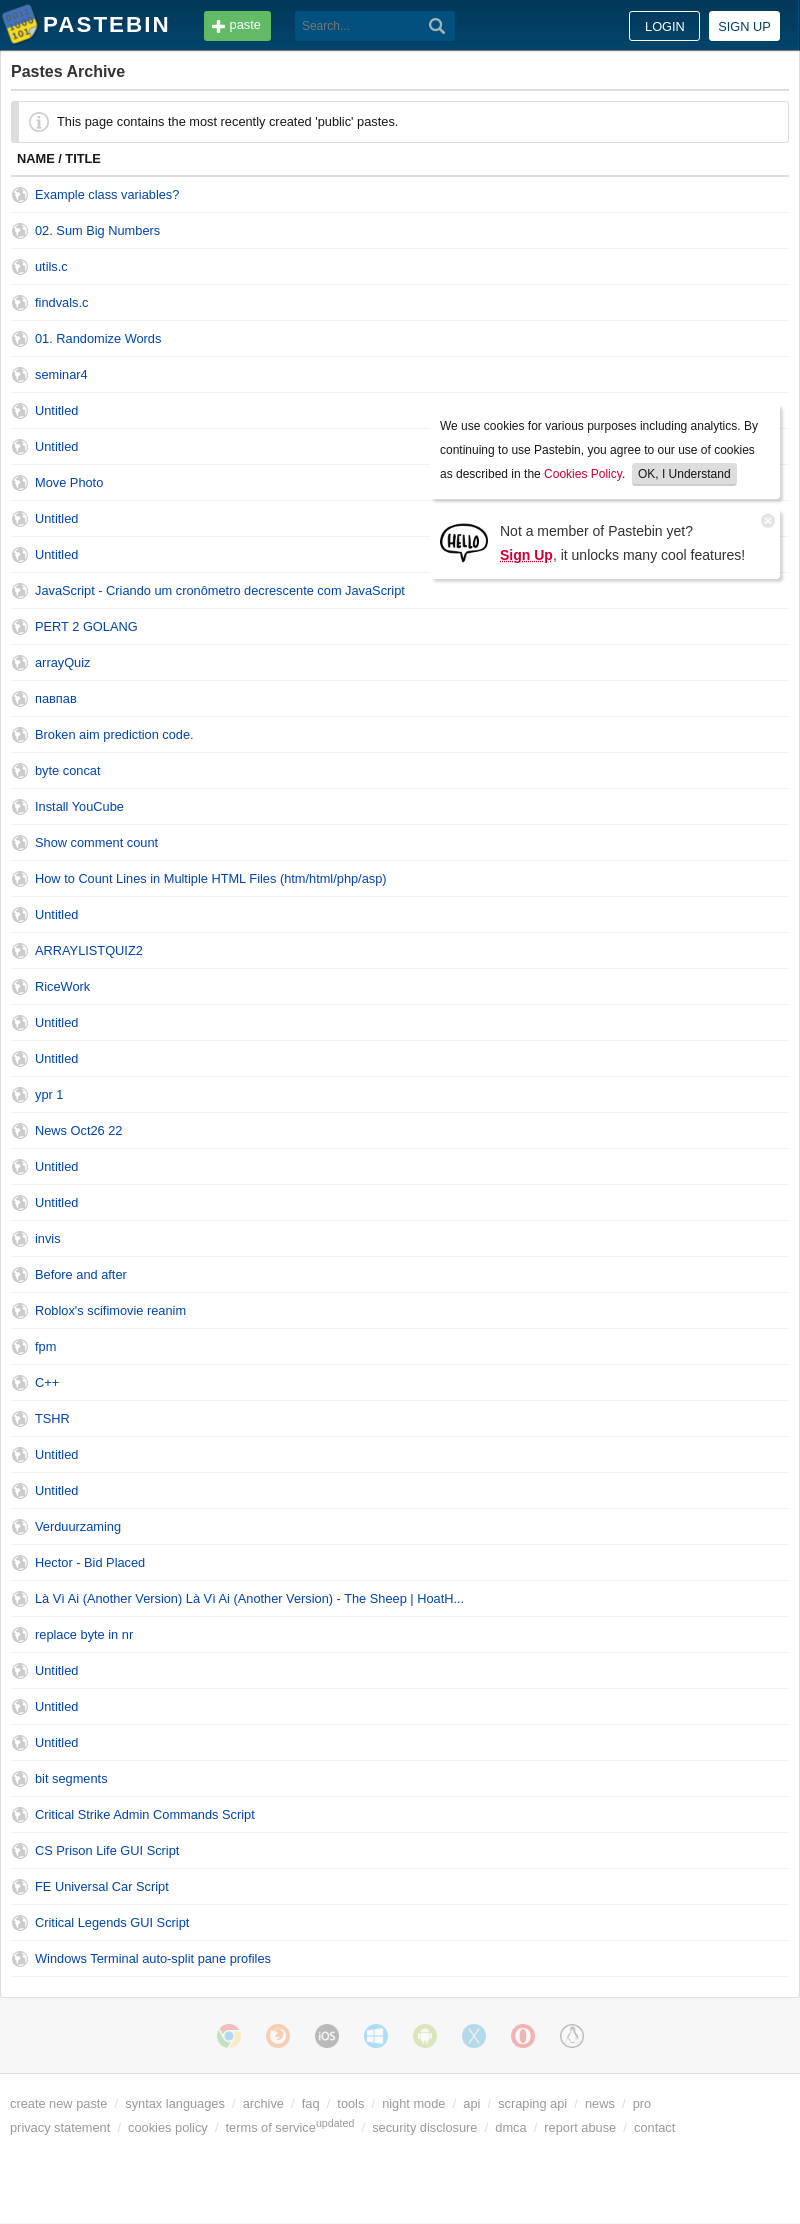 PASTEBIN
paste
Search...
LOGIN
SIGN UP
Pastes Archive
This page contains the most recently created 'public' pastes.
NAME / TITLE
Example class variables?
02. Sum Big Numbers
utils.c
findvals.c
01. Randomize Words
seminar4
Untitled
Untitled
Move Photo
Untitled
Untitled
JavaScript - Criando um cronômetro decrescente com JavaScript
PERT 2 GOLANG
arrayQuiz
павпав
Broken aim prediction code.
byte concat
Install YouCube
Show comment count
How to Count Lines in Multiple HTML Files (htm/html/php/asp)
Untitled
ARRAYLISTQUIZ2
RiceWork
Untitled
Untitled
ypr 1
News Oct26 22
Untitled
Untitled
invis
Before and after
Roblox's scifimovie reanim
fpm
C++
TSHR
Untitled
Untitled
Verduurzaming
Hector - Bid Placed
Là Vì Ai (Another Version) Là Vì Ai (Another Version) - The Sheep | HoatH...
replace byte in nr
Untitled
Untitled
Untitled
bit segments
Critical Strike Admin Commands Script
CS Prison Life GUI Script
FE Universal Car Script
Critical Legends GUI Script
Windows Terminal auto-split pane profiles
We use cookies for various purposes including analytics. By
continuing to use Pastebin, you agree to our use of cookies
as described in the Cookies Policy. OK, I Understand
HELLO
Not a member of Pastebin yet?
Sign Up, it unlocks many cool features!
iOS
create new paste / syntax languages / archive / faq / tools / night mode / api / scraping api / news / pro
privacy statement / cookies policy / terms of service updated / security disclosure / dmca / report abuse / contact